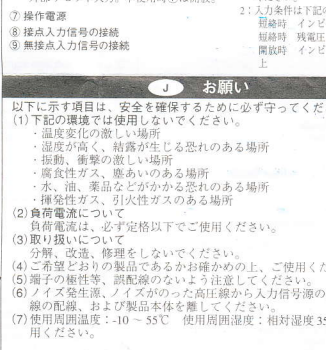 ⑦ 操作電源
⑧ 接点入力信号の接続
⑨ 無接点入力信号の接続
2：入力条件は下記の
短絡時 インピ
短絡時 残電圧
開放時 インピ
上
J お願い
以下に示す項目は、安全を確保するために必ず守ってくだ
(1)下記の環境では使用しないでください。
・温度変化の激しい場所
・湿度が高く、結露が生じる恐れのある場所
・振動、衝撃の激しい場所
・腐食性ガス、塵あいのある場所
・水、油、薬品などがかかる恐れのある場所
・揮発性ガス、引火性ガスのある場所
(2)負荷電流について
負荷電流は、必ず定格以下でご使用ください。
(3)取り扱いについて
分解、改造、修理をしないでください。
(4)ご希望どおりの製品であるかお確かめの上、ご使用くだ
(5)端子の極性等、誤配線のないよう注意してください。
(6)ノイズ発生源、ノイズがのった高圧線から入力信号源の
線の配線、および製品本体を離してください。
(7)使用周囲温度：-10～55℃ 使用周囲湿度：相対湿度35
用ください。